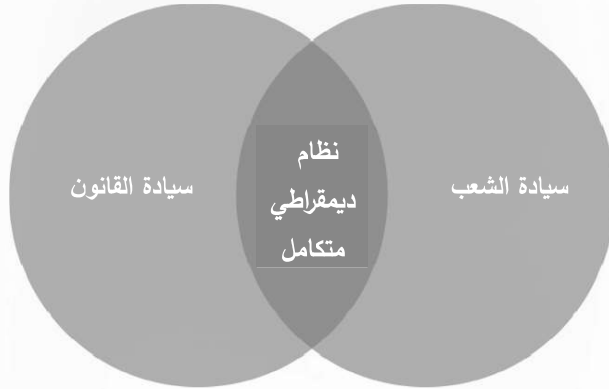 سيادة الشعب
نظام
ديمقراطي
متكامل
سيادة القانون